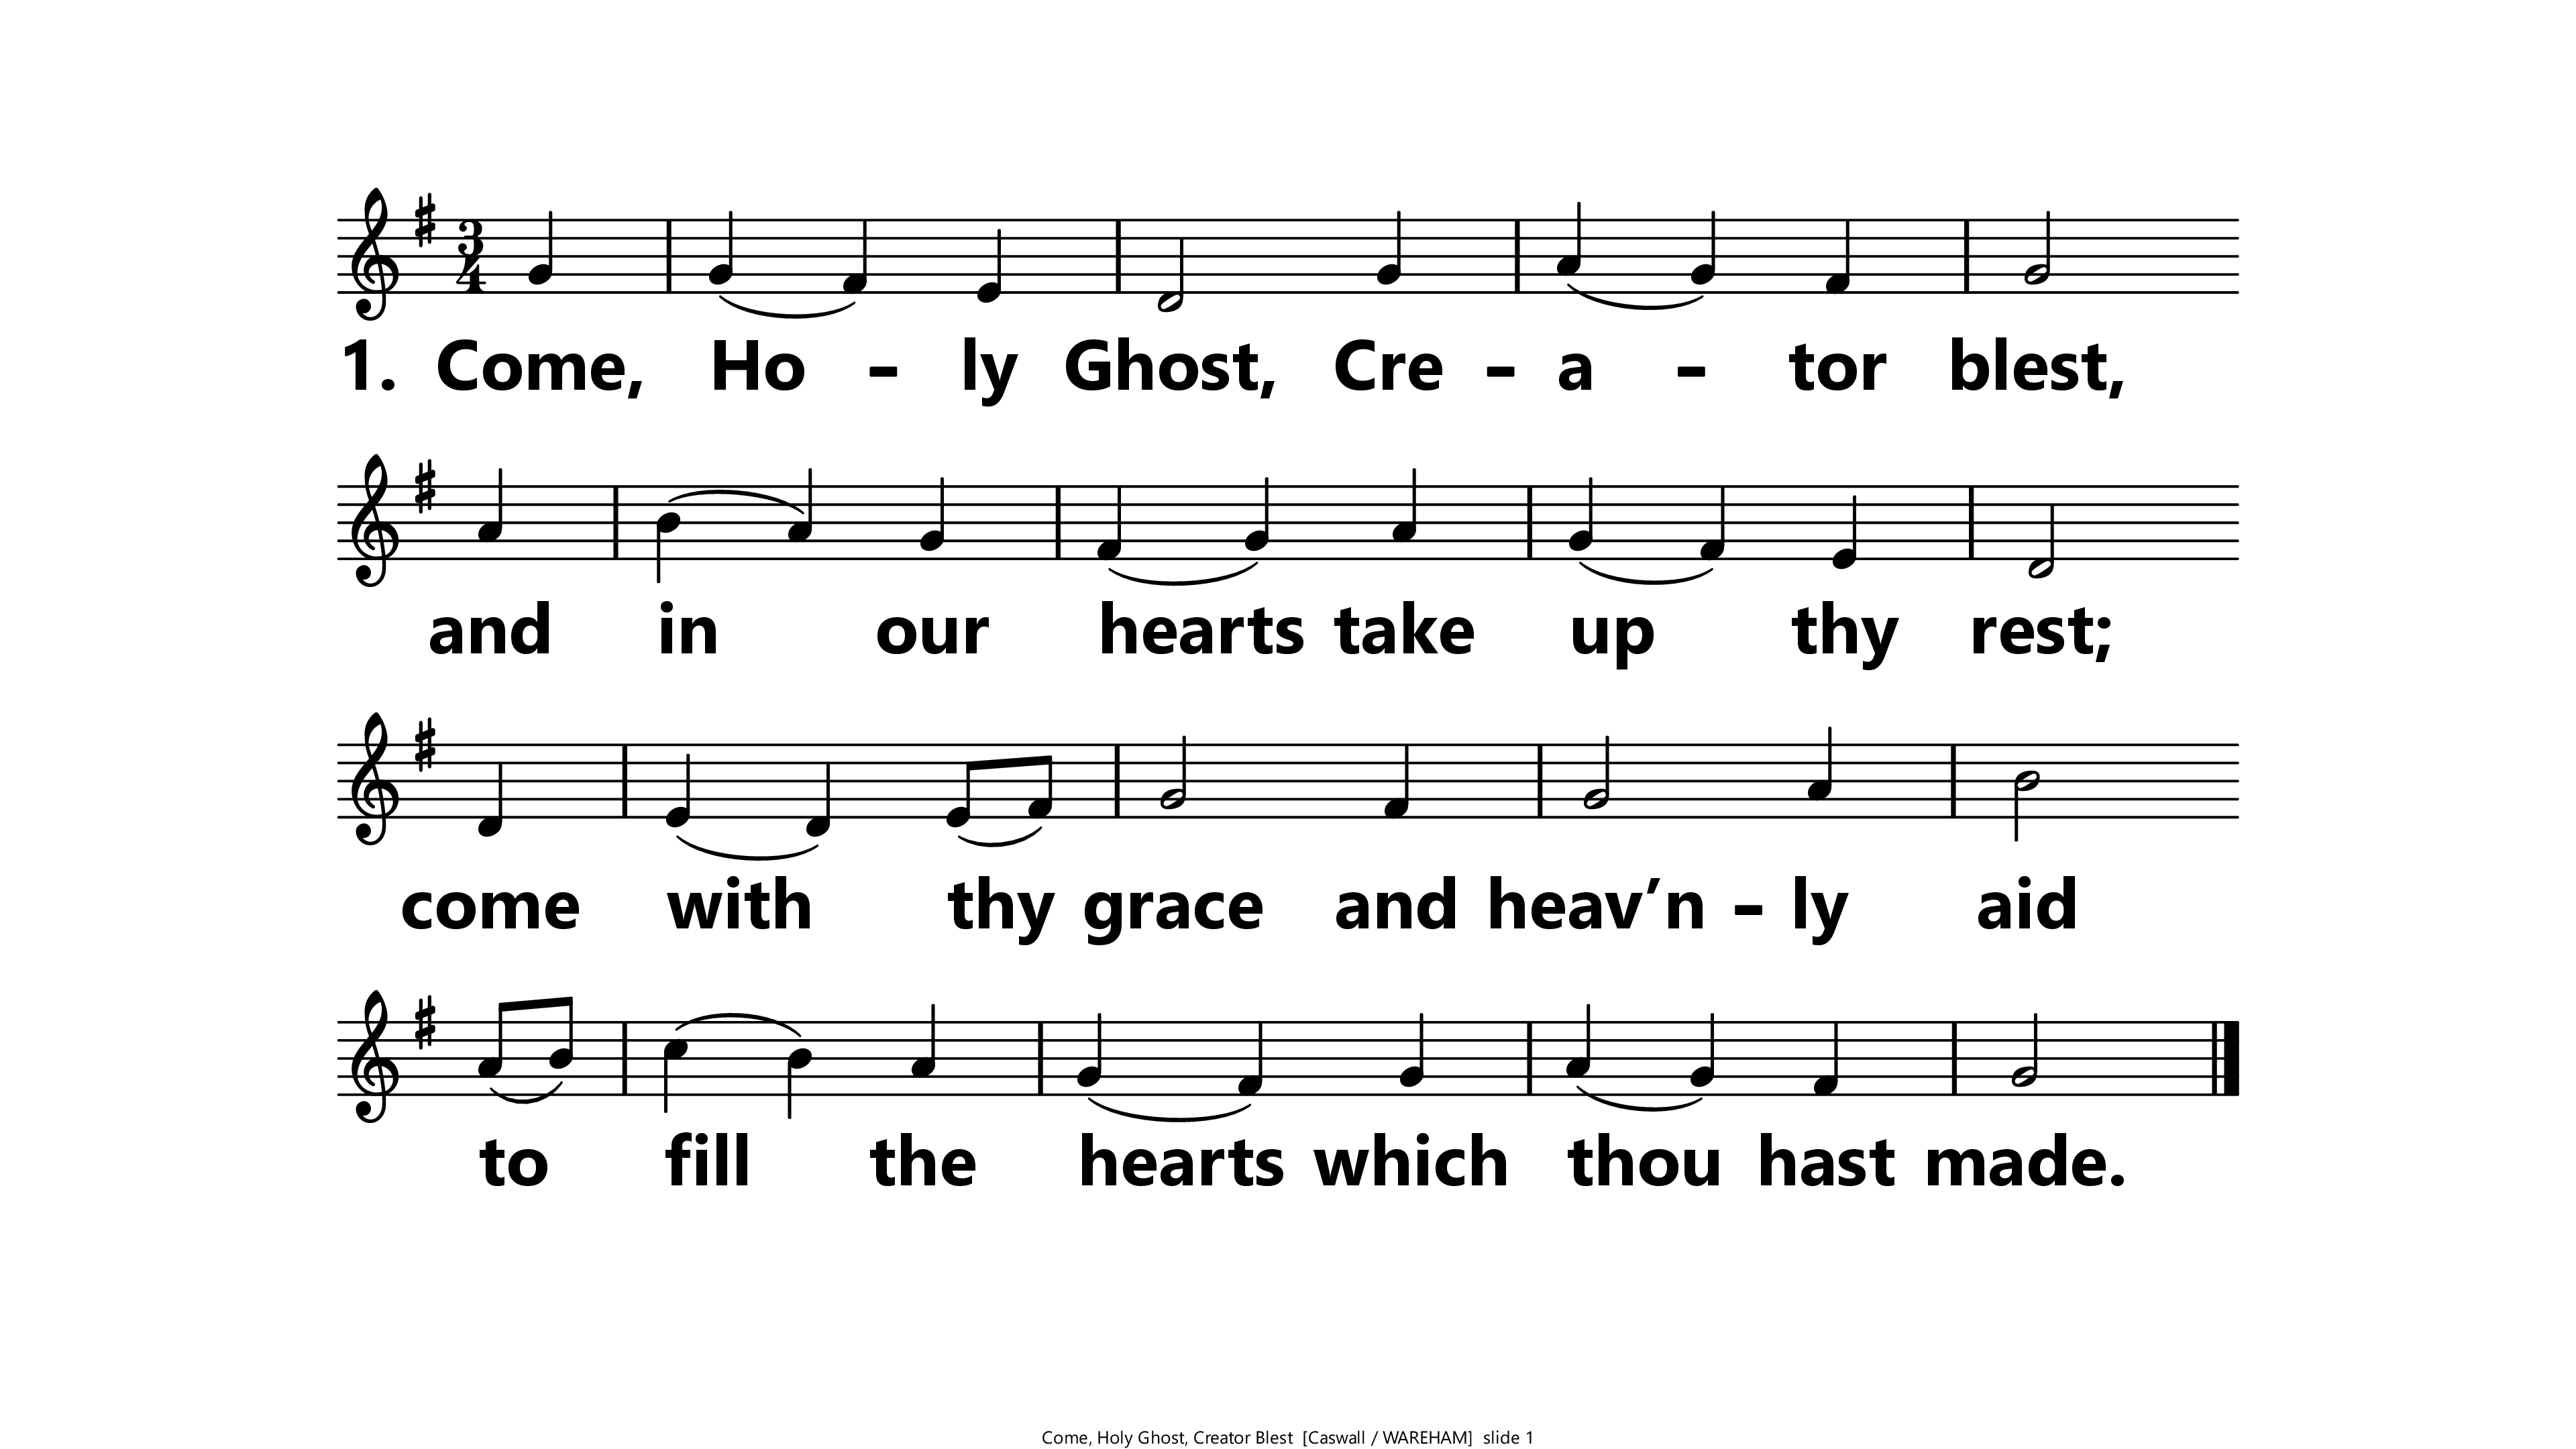 1. Come, Ho - ly Ghost, Cre - a - tor blest,
and in our hearts take up thy rest;
come with thy grace and heav’n - ly aid
to fill the hearts which thou hast made.
Come, Holy Ghost, Creator Blest [Caswall / WAREHAM] slide 1